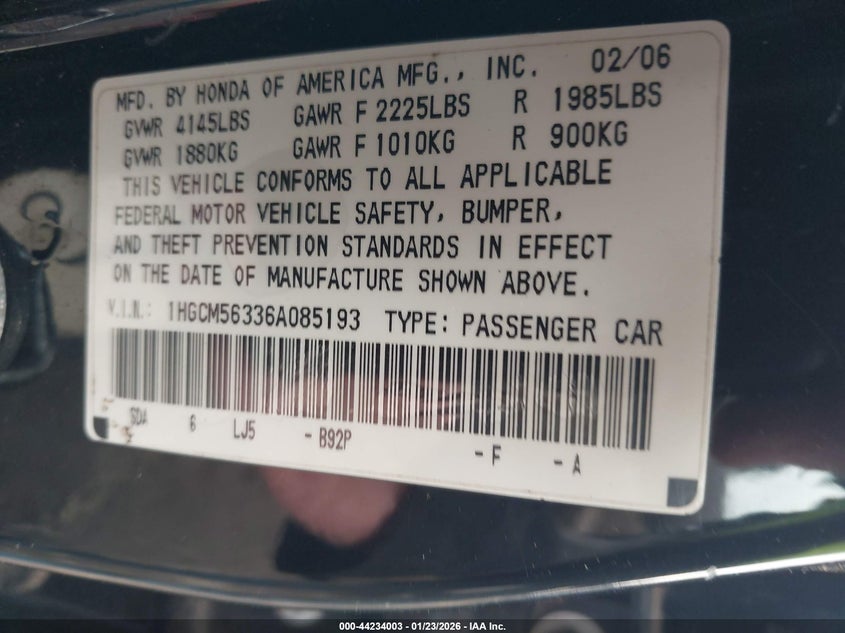 MFD. BY HONDA OF AMERICA MFG., INC. 02/06
GVWR 4145LBS GAWR F 2225LBS R 1985LBS
GVWR 1880KG GAWR F 1010KG R 900KG
THIS VEHICLE CONFORMS TO ALL APPLICABLE
FEDERAL MOTOR VEHICLE SAFETY, BUMPER,
AND THEFT PREVENTION STANDARDS IN EFFECT
ON THE DATE OF MANUFACTURE SHOWN ABOVE.
V.I.N.: 1HGCM56336A085193 TYPE: PASSENGER CAR
SDA 6 LJ5 -B92P -F -A
000-44234003 - 01/23/2026 - IAA Inc.